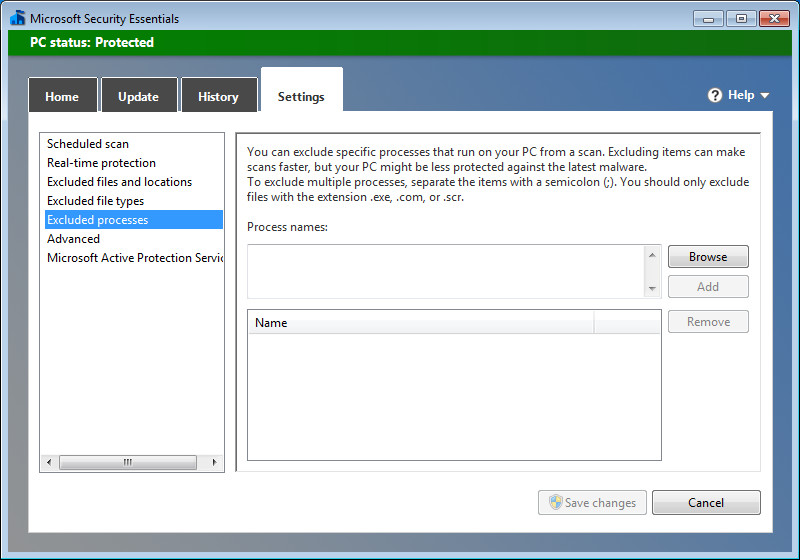 Microsoft Security Essentials
PC status: Protected
Home
Update
History
Settings
Help
Scheduled scan
Real-time protection
Excluded files and locations
Excluded file types
Excluded processes
Advanced
Microsoft Active Protection Servic
You can exclude specific processes that run on your PC from a scan. Excluding items can make
scans faster, but your PC might be less protected against the latest malware.
To exclude multiple processes, separate the items with a semicolon (;). You should only exclude
files with the extension .exe, .com, or .scr.
Process names:
Browse
Add
Name
Remove
Save changes
Cancel